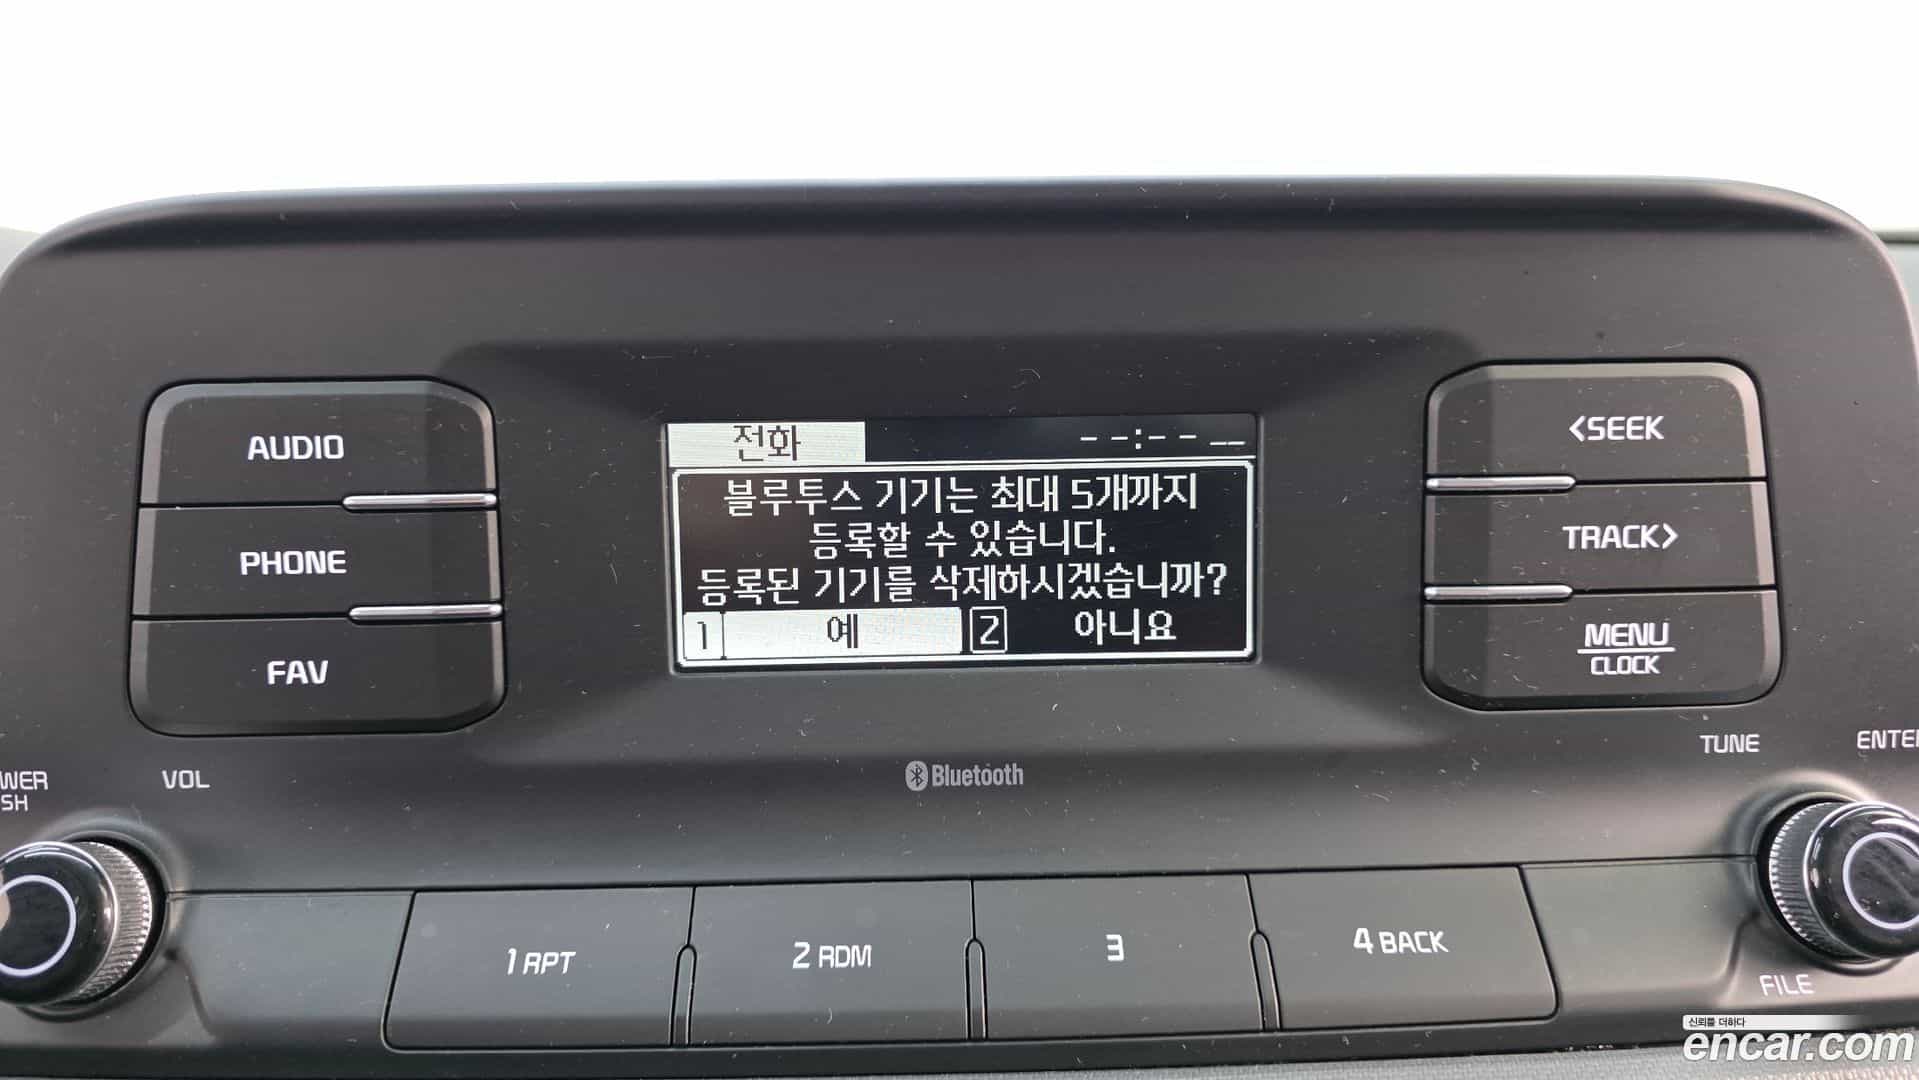 전화 --:-- __
블루투스 기기는 최대 5개까지
등록할 수 있습니다.
등록된 기기를 삭제하시겠습니까?
1 예 2 아니요
AUDIO
PHONE
FAV
<SEEK
TRACK>
MENU
CLOCK
VOL
Bluetooth
TUNE
1 RPT
2 RDM
3
4 BACK
FILE
신뢰를 더하다
encar.com